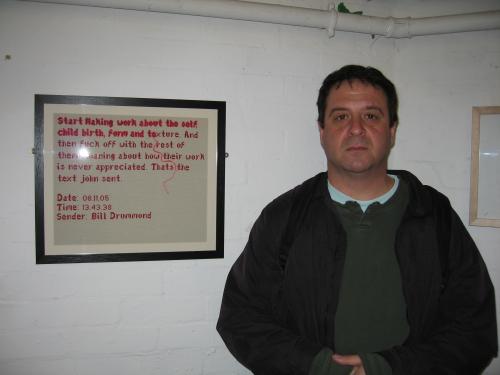 Start Making work about the self,
child birth, form and texture. And
then fuck off with the rest of
them moaning about how their work
is never appreciated. Thats the
text john sent.
Date: 08.11.05
Time: 13.43.38
Sender: Bill Drummond